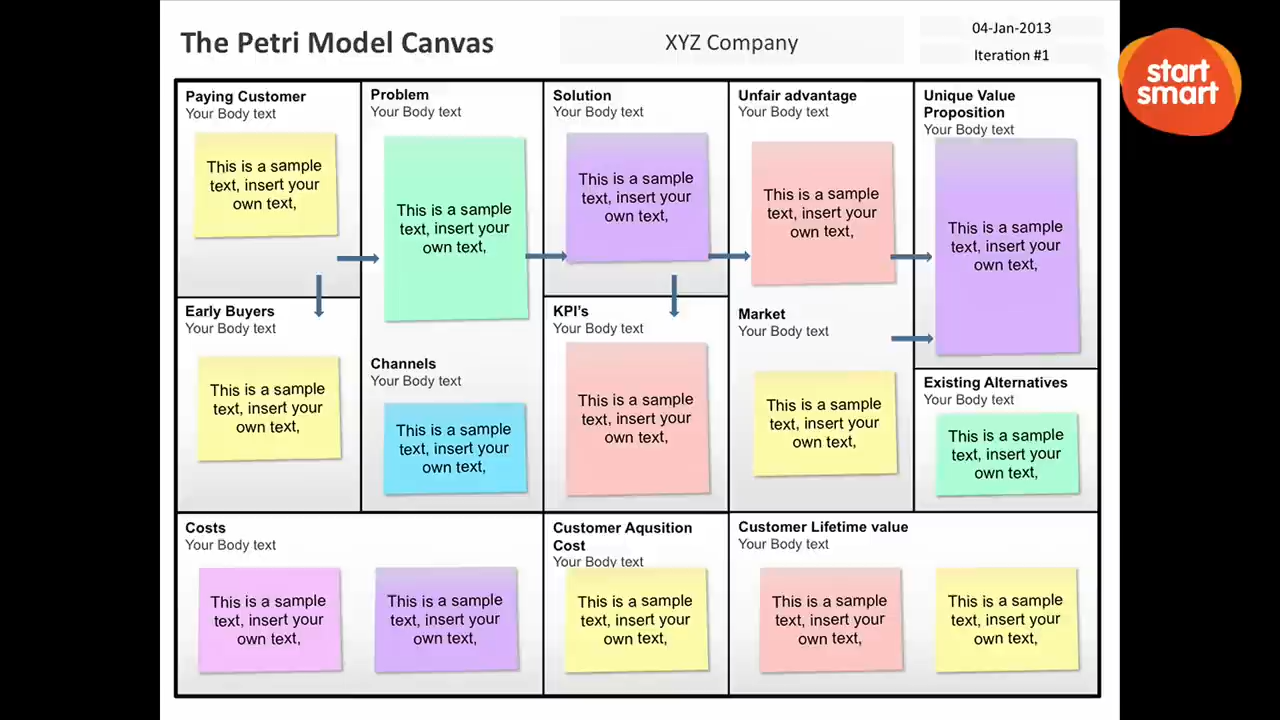 The Petri Model Canvas
XYZ Company
04-Jan-2013
Iteration #1
start
smart
Paying Customer
Your Body text
This is a sample
text, insert your
own text,
Problem
Your Body text
This is a sample
text, insert your
own text,
Solution
Your Body text
This is a sample
text, insert your
own text,
Unfair advantage
Your Body text
This is a sample
text, insert your
own text,
Unique Value
Proposition
Your Body text
This is a sample
text, insert your
own text,
Early Buyers
Your Body text
This is a sample
text, insert your
own text,
Channels
Your Body text
This is a sample
text, insert your
own text,
KPI's
Your Body text
This is a sample
text, insert your
own text,
Market
Your Body text
This is a sample
text, insert your
own text,
Existing Alternatives
Your Body text
This is a sample
text, insert your
own text,
Costs
Your Body text
This is a sample
text, insert your
own text,
This is a sample
text, insert your
own text,
Customer Aqusition
Cost
Your Body text
This is a sample
text, insert your
own text,
Customer Lifetime value
Your Body text
This is a sample
text, insert your
own text,
This is a sample
text, insert your
own text,